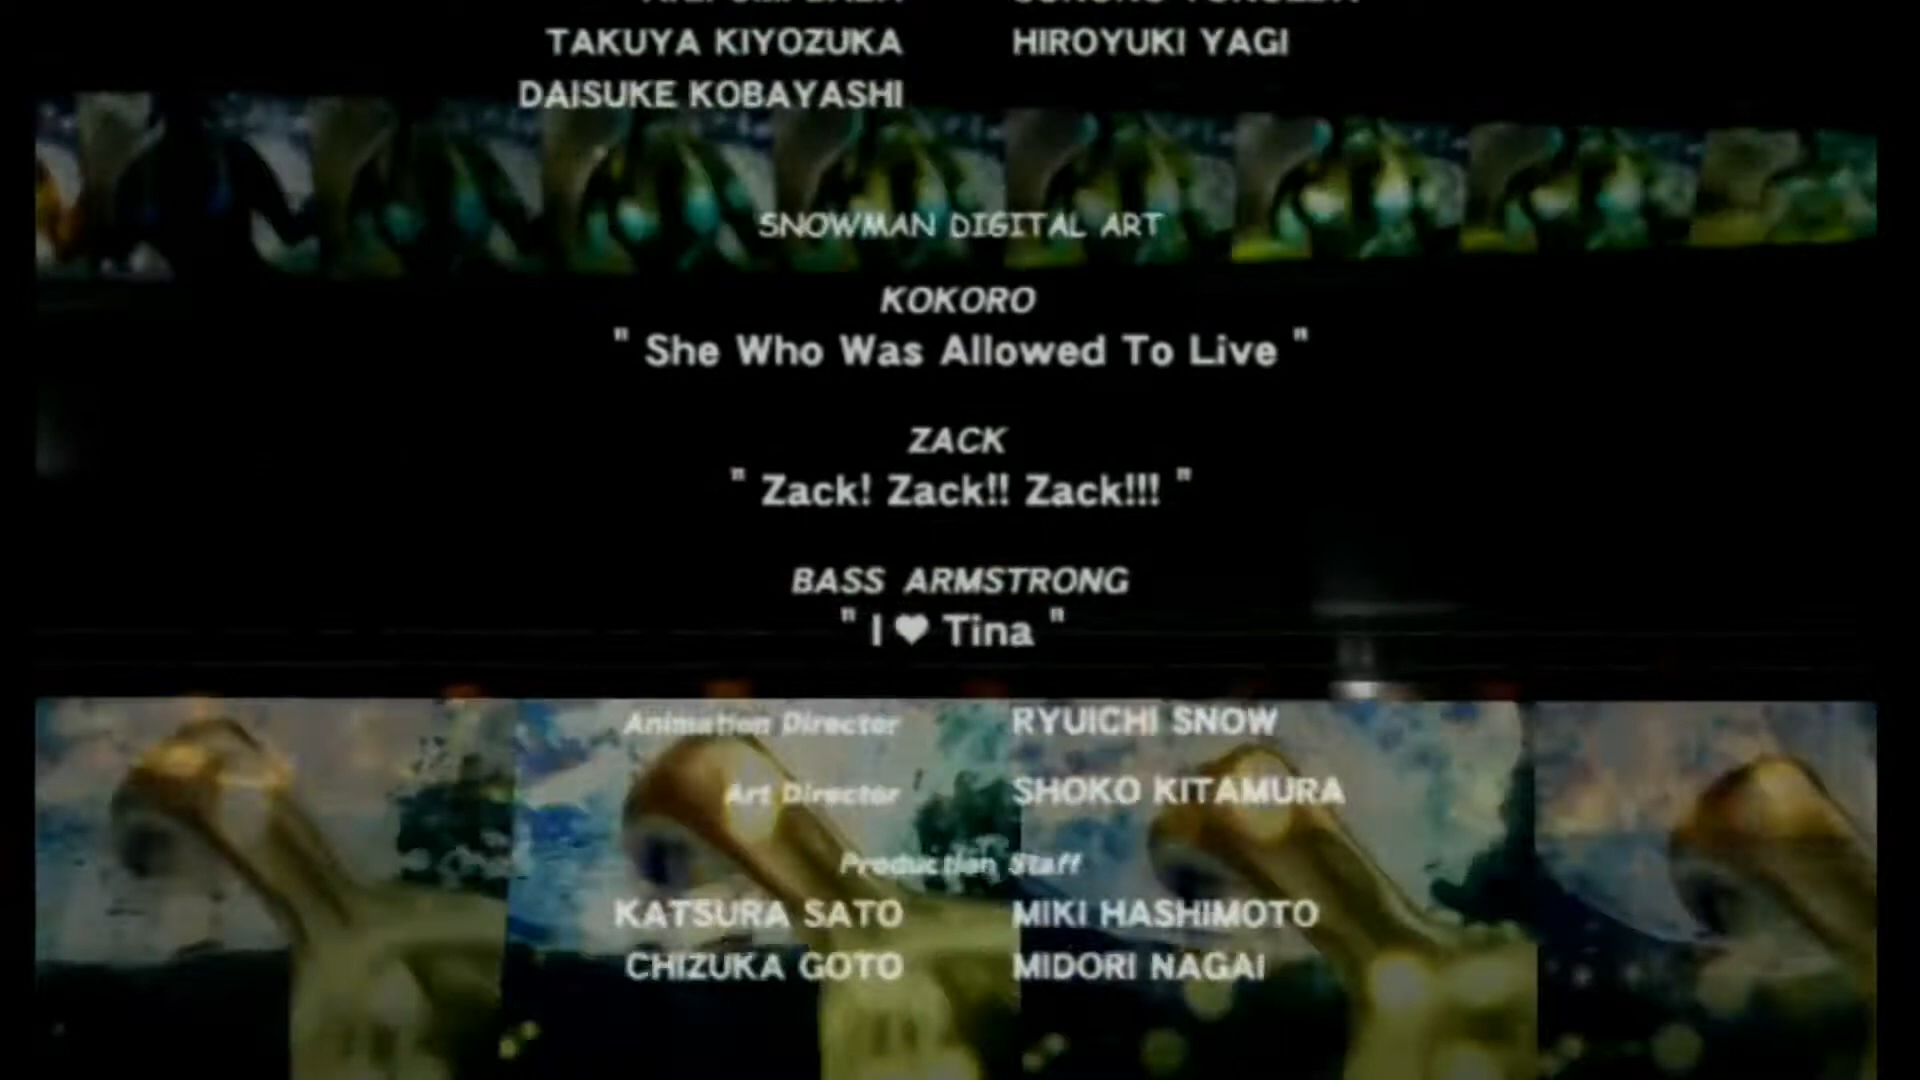 TAKUYA KIYOZUKA HIROYUKI YAGI
DAISUKE KOBAYASHI
SNOWMAN DIGITAL ART
KOKORO
" She Who Was Allowed To Live "
ZACK
" Zack! Zack!! Zack!!! "
BASS ARMSTRONG
" I ♥ Tina "
Animation Director RYUICHI SNOW
Art Director SHOKO KITAMURA
Production Staff
KATSURA SATO MIKI HASHIMOTO
CHIZUKA GOTO MIDORI NAGAI